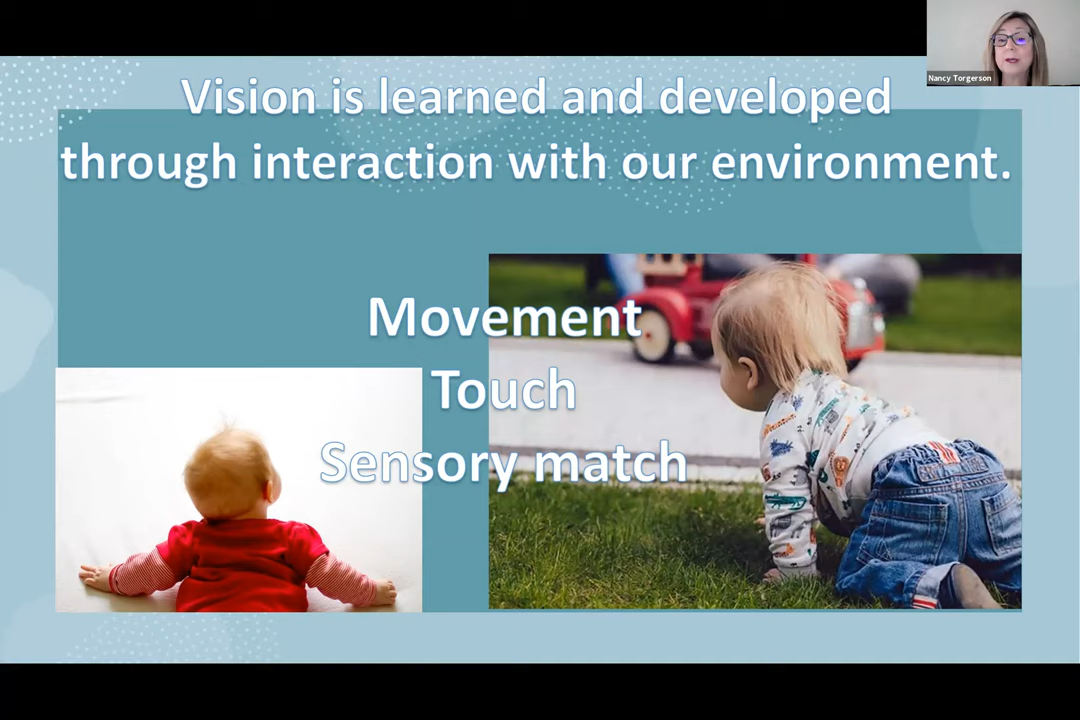 Nancy Torgerson
Vision is learned and developed
through interaction with our environment.
Movement
Touch
Sensory match